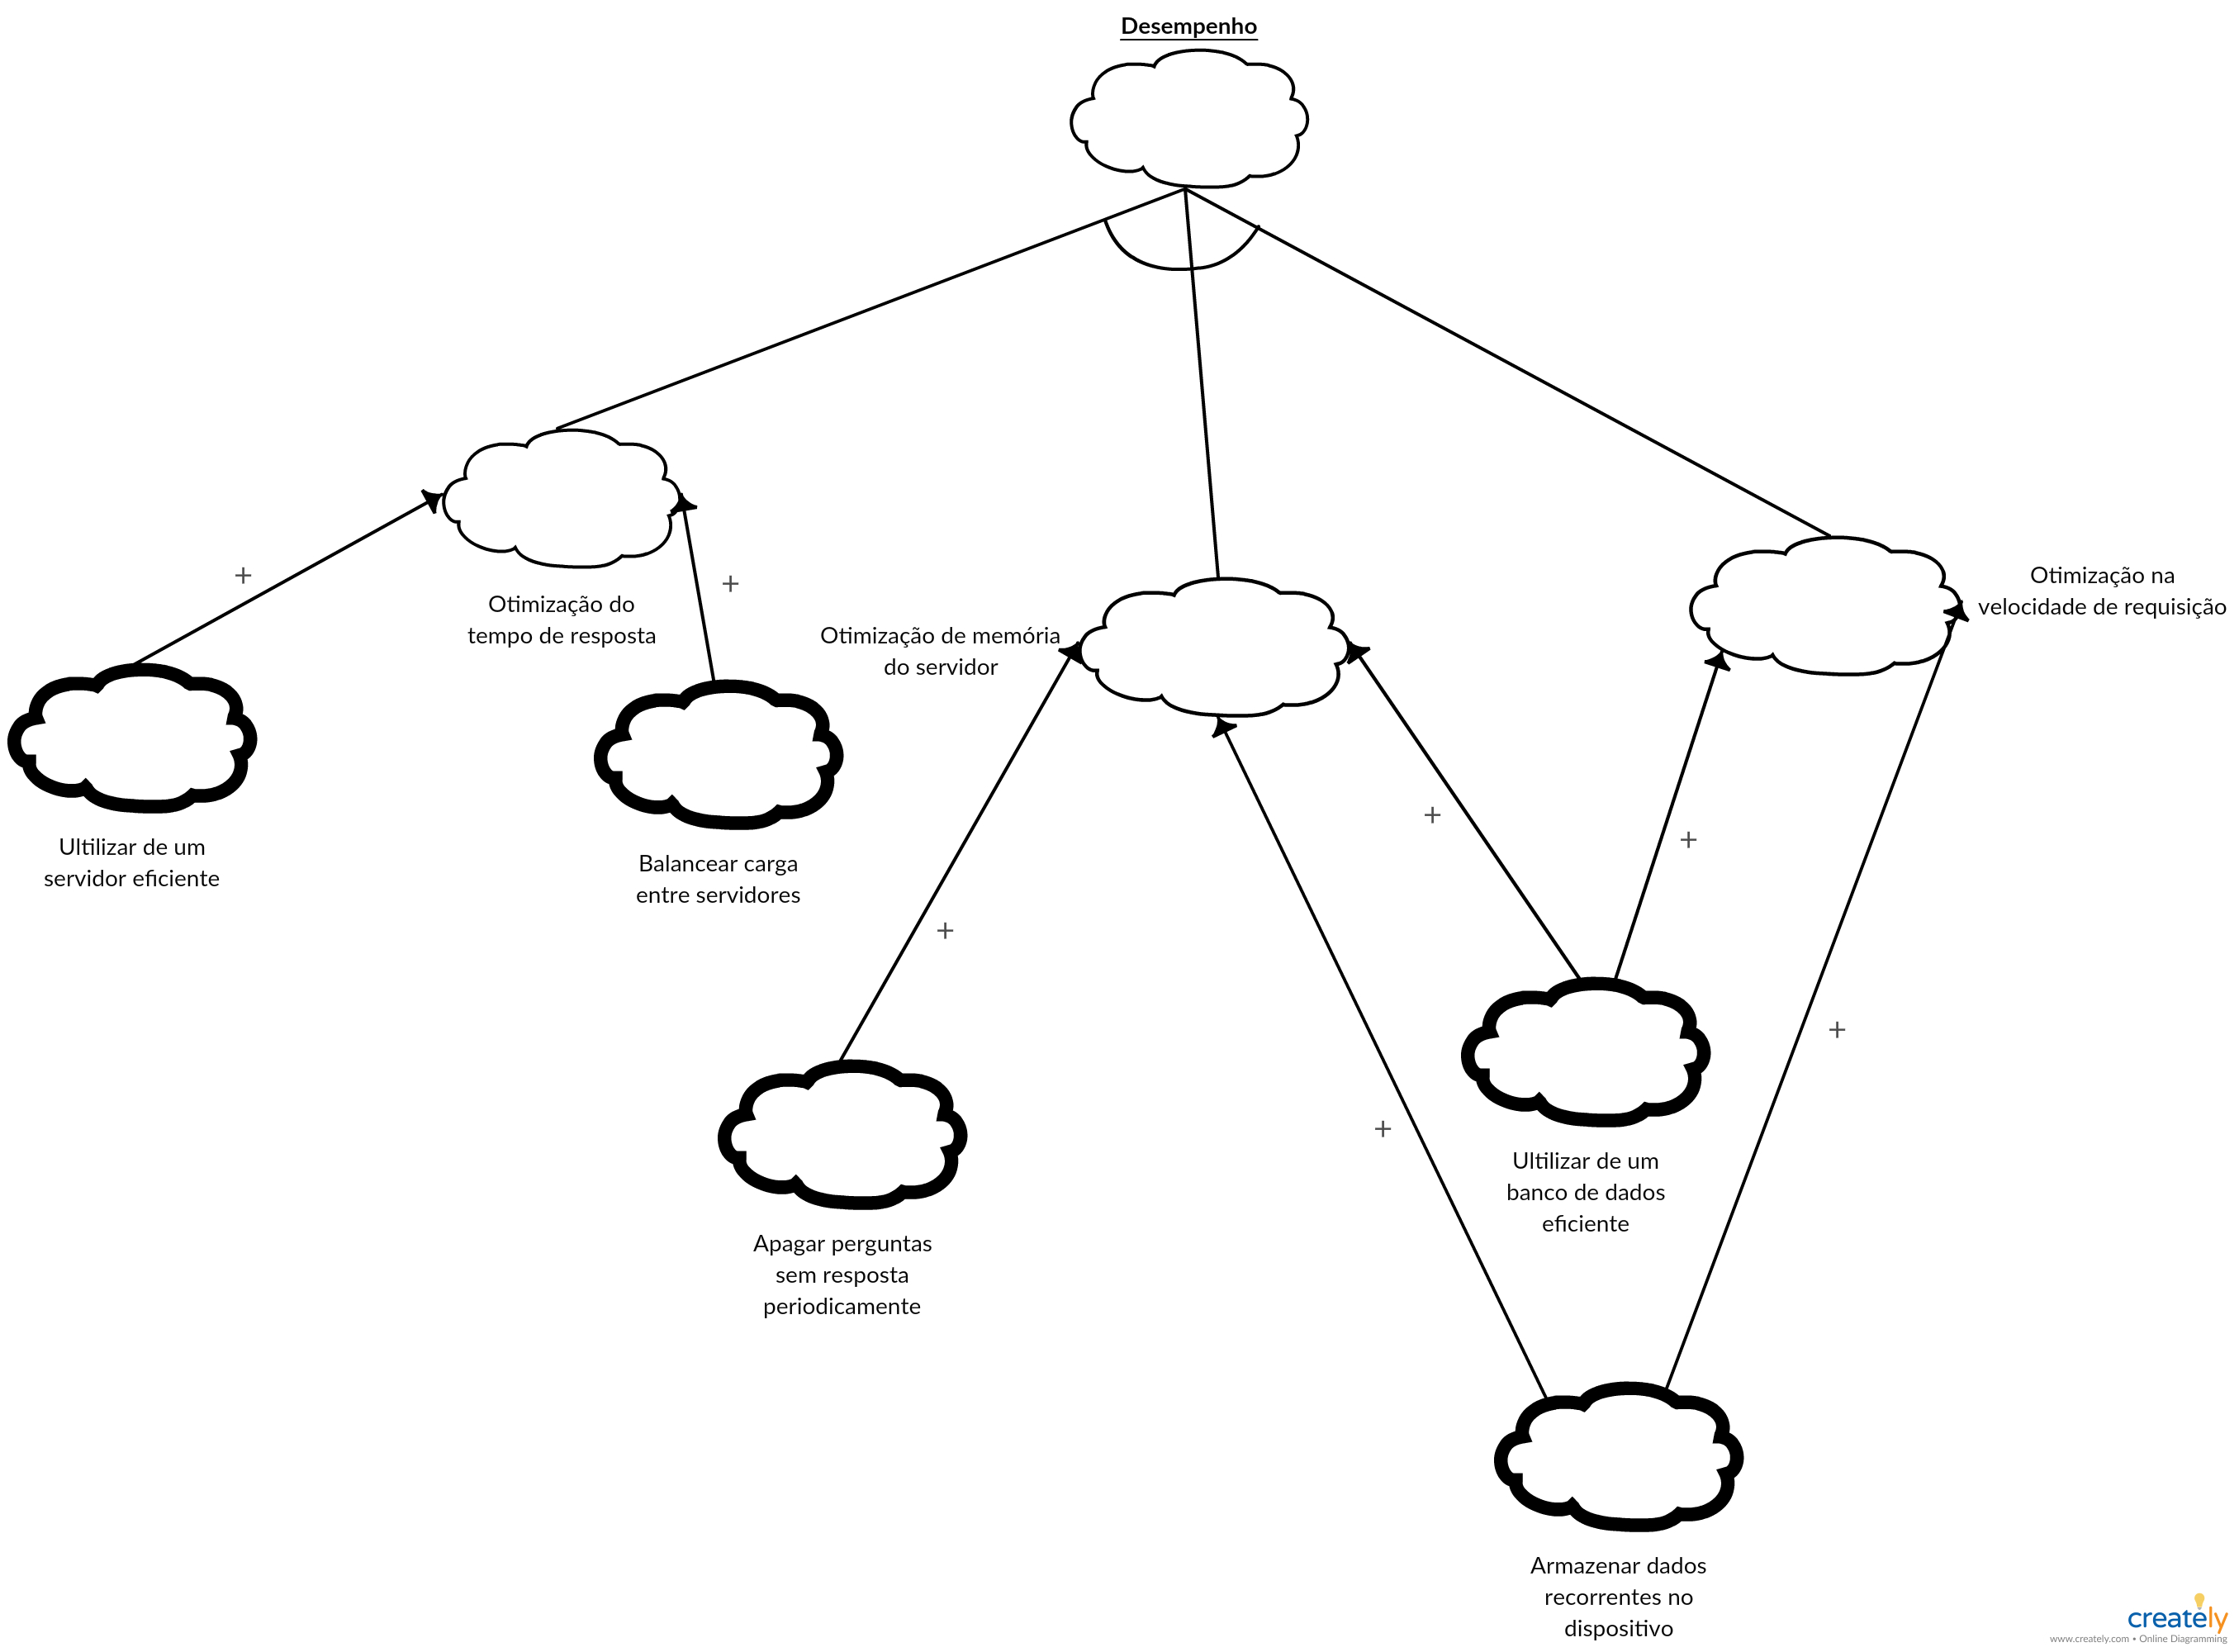 Desempenho
Otimização do
tempo de resposta
Otimização de memória
do servidor
Otimização na
velocidade de requisição
+
+
Ultilizar de um
servidor eficiente
Balancear carga
entre servidores
+
+
+
+
+
Apagar perguntas
sem resposta
periodicamente
Ultilizar de um
banco de dados
eficiente
Armazenar dados
recorrentes no
dispositivo
creately
www.creately.com • Online Diagramming